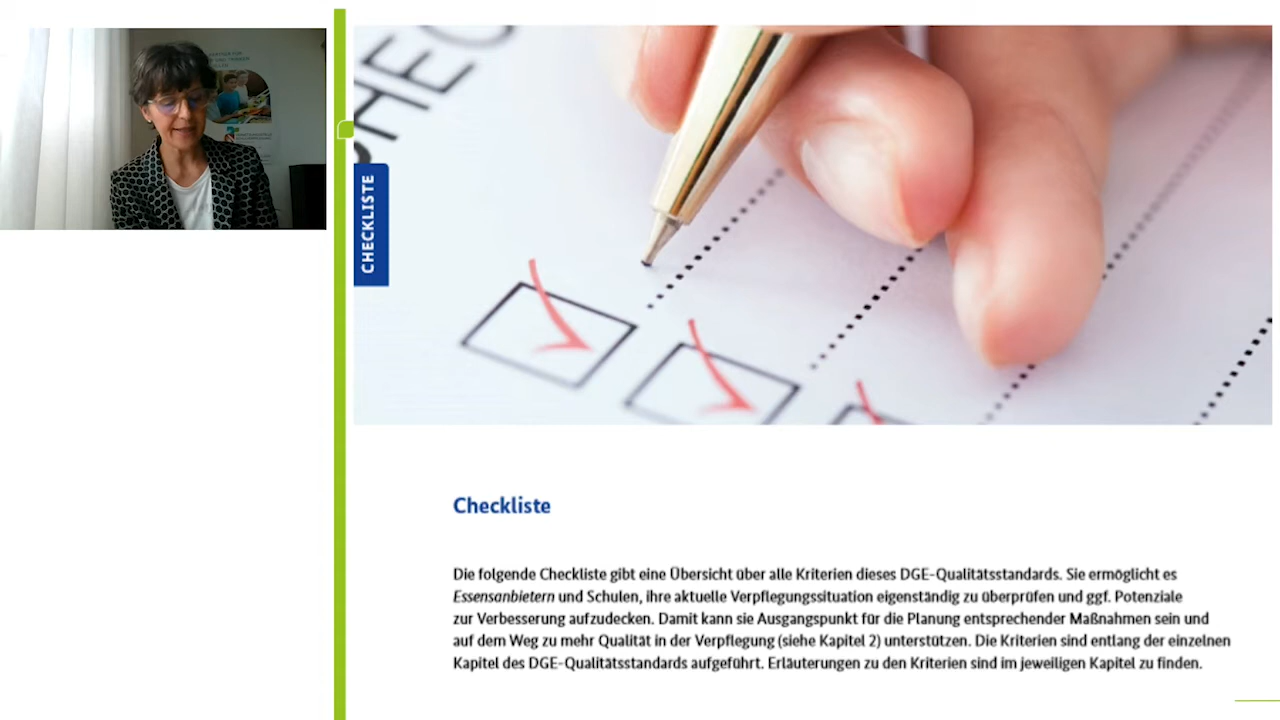 CHEC
CHECKLISTE
Checkliste
Die folgende Checkliste gibt eine Übersicht über alle Kriterien dieses DGE-Qualitätsstandards. Sie ermöglicht es
Essensanbietern und Schulen, ihre aktuelle Verpflegungssituation eigenständig zu überprüfen und ggf. Potenziale
zur Verbesserung aufzudecken. Damit kann sie Ausgangspunkt für die Planung entsprechender Maßnahmen sein und
auf dem Weg zu mehr Qualität in der Verpflegung (siehe Kapitel 2) unterstützen. Die Kriterien sind entlang der einzelnen
Kapitel des DGE-Qualitätsstandards aufgeführt. Erläuterungen zu den Kriterien sind im jeweiligen Kapitel zu finden.